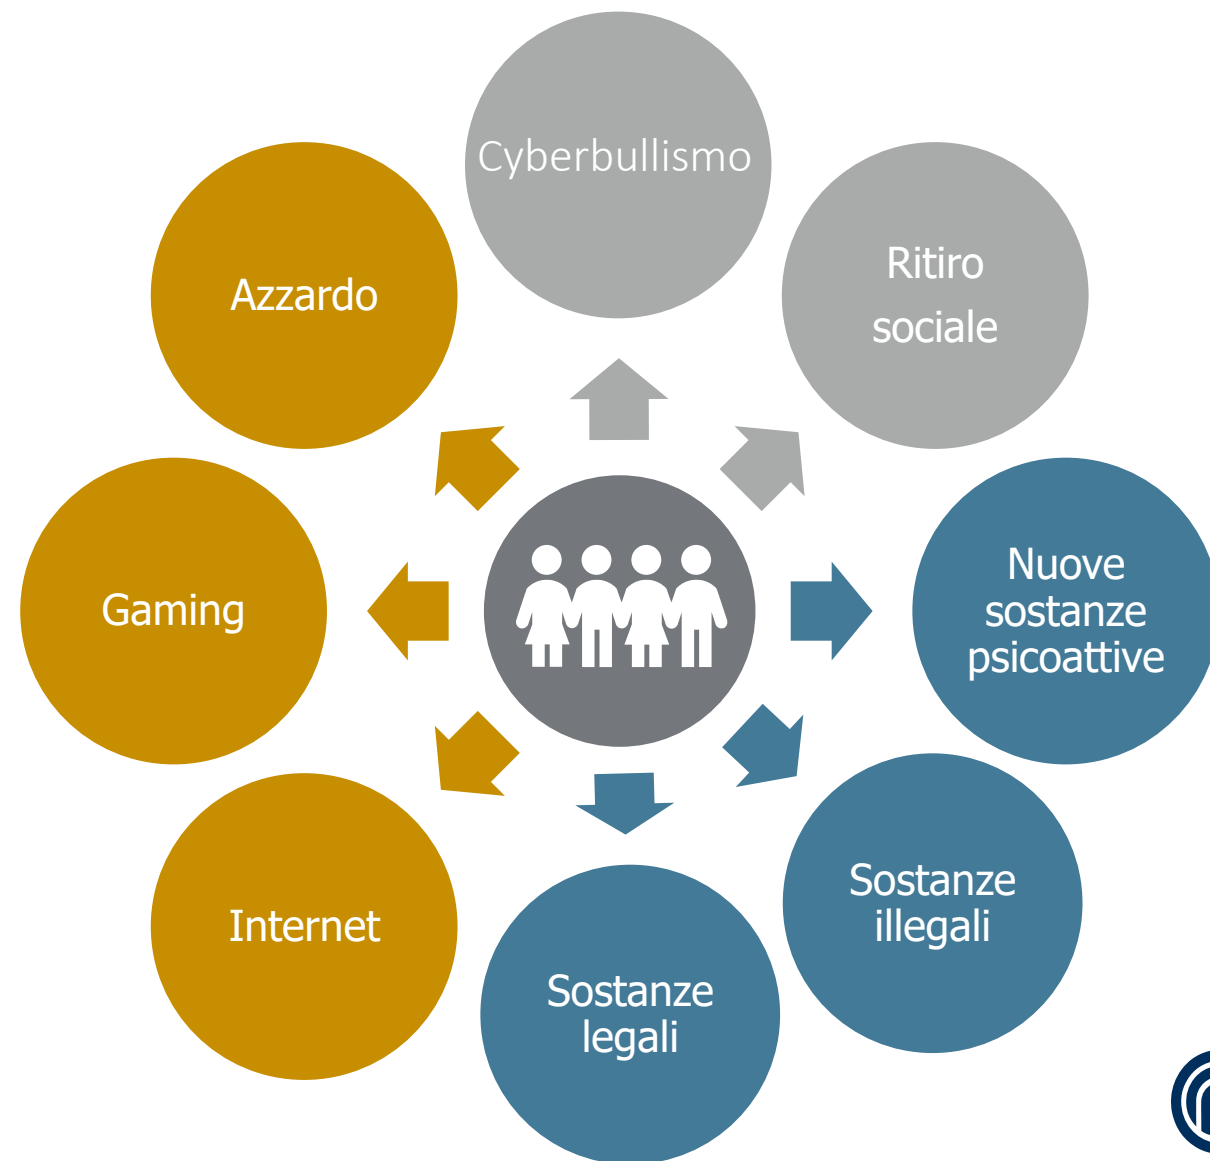 Cyberbullismo
Ritiro
sociale
Nuove
sostanze
psicoattive
Sostanze
illegali
Sostanze
legali
Internet
Gaming
Azzardo